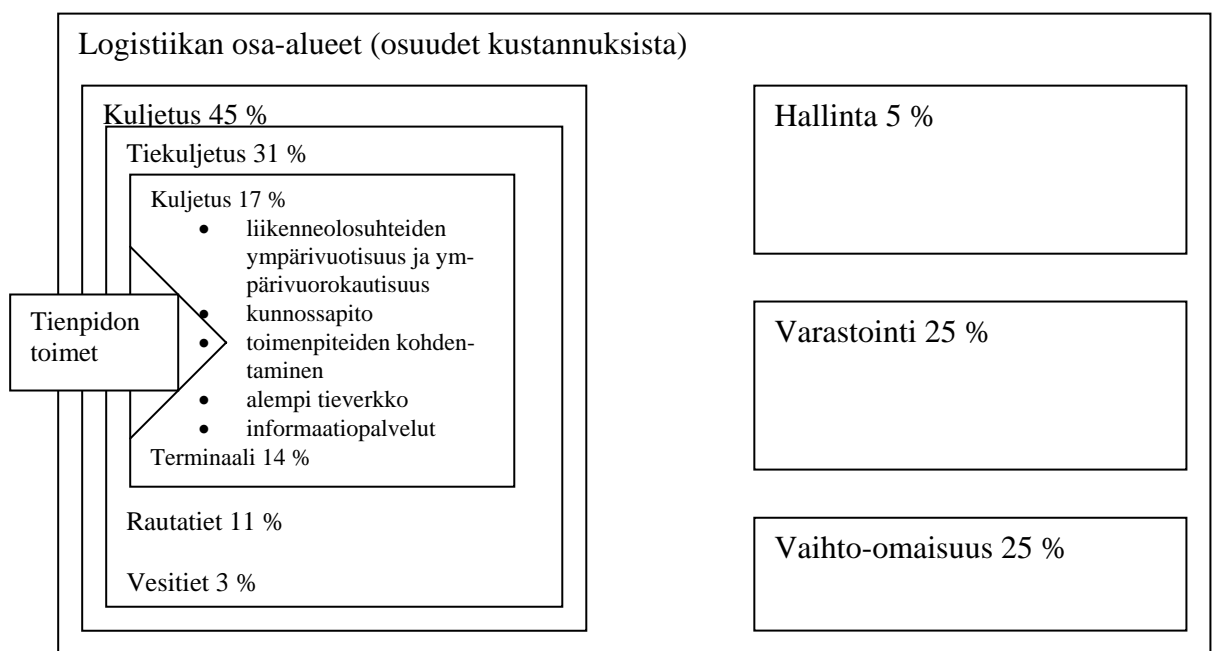 Logistiikan osa-alueet (osuudet kustannuksista)
Kuljetus 45 %
Tiekuljetus 31 %
Kuljetus 17 %
• liikenneolosuhteiden
ympärivuotisuus ja ym-
pärivuorokautisuus
• kunnossapito
• toimenpiteiden kohden-
taminen
• alempi tieverkko
• informaatiopalvelut
Terminaali 14 %
Rautatiet 11 %
Vesitiet 3 %
Tienpidon
toimet
Hallinta 5 %
Varastointi 25 %
Vaihto-omaisuus 25 %